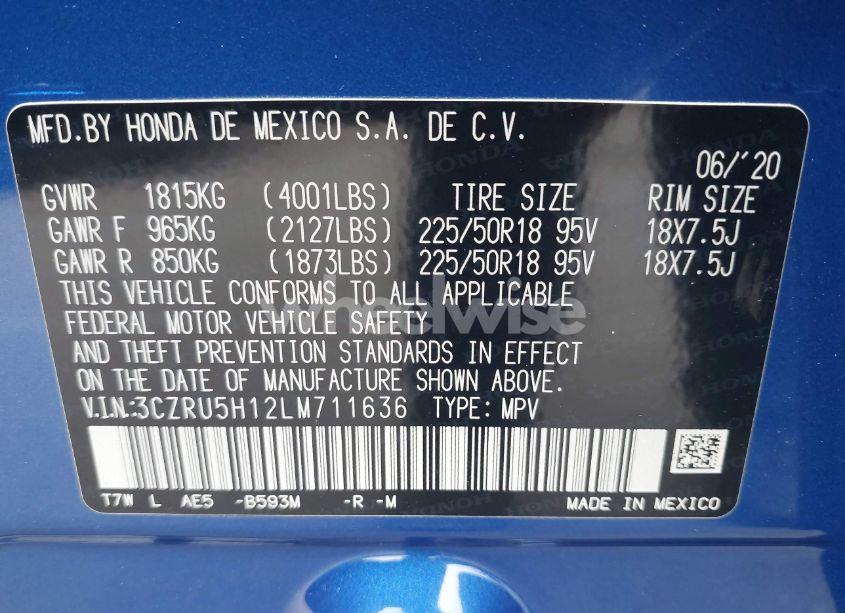 MFD.BY HONDA DE MEXICO S.A. DE C.V.
06/'20
GVWR 1815KG (4001LBS) TIRE SIZE RIM SIZE
GAWR F 965KG (2127LBS) 225/50R18 95V 18X7.5J
GAWR R 850KG (1873LBS) 225/50R18 95V 18X7.5J
THIS VEHICLE CONFORMS TO ALL APPLICABLE
FEDERAL MOTOR VEHICLE SAFETY
wheelwise
AND THEFT PREVENTION STANDARDS IN EFFECT
ON THE DATE OF MANUFACTURE SHOWN ABOVE.
V.I.N.:3CZRU5H12LM711636 TYPE: MPV
T7W L AE5 -B593M -R -M MADE IN MEXICO